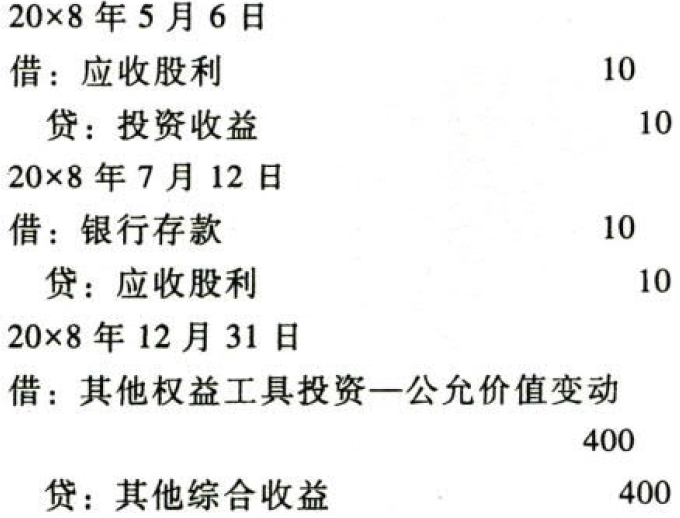 20×8 年 5 月 6 日
借：应收股利 10
贷：投资收益 10
20×8 年 7 月 12 日
借：银行存款 10
贷：应收股利 10
20×8 年 12 月 31 日
借：其他权益工具投资—公允价值变动
400
贷：其他综合收益 400